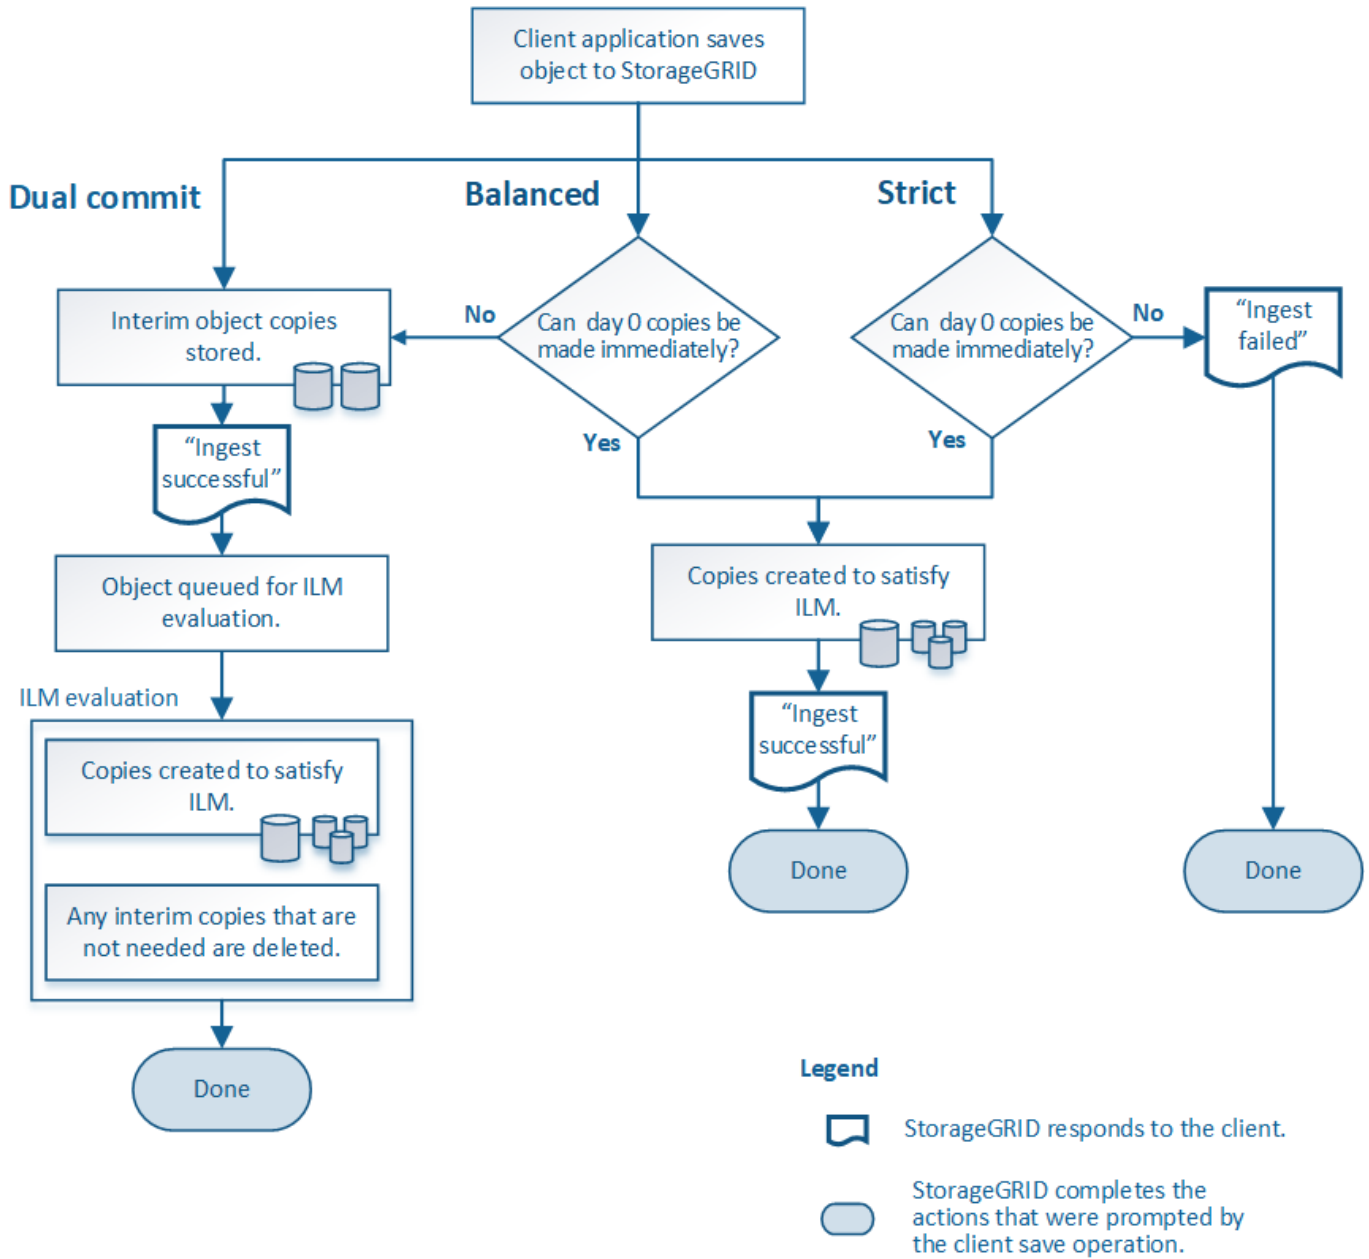 Client application saves
object to StorageGRID
Dual commit
Balanced
Strict
Interim object copies
stored.
No
Can day 0 copies be
made immediately?
Yes
Can day 0 copies be
made immediately?
No
Yes
“Ingest
failed”
“Ingest
successful”
Object queued for ILM
evaluation.
Copies created to satisfy
ILM.
ILM evaluation
“Ingest
successful”
Copies created to satisfy
ILM.
Any interim copies that are
not needed are deleted.
Done
Done
Done
Legend
StorageGRID responds to the client.
StorageGRID completes the
actions that were prompted by
the client save operation.